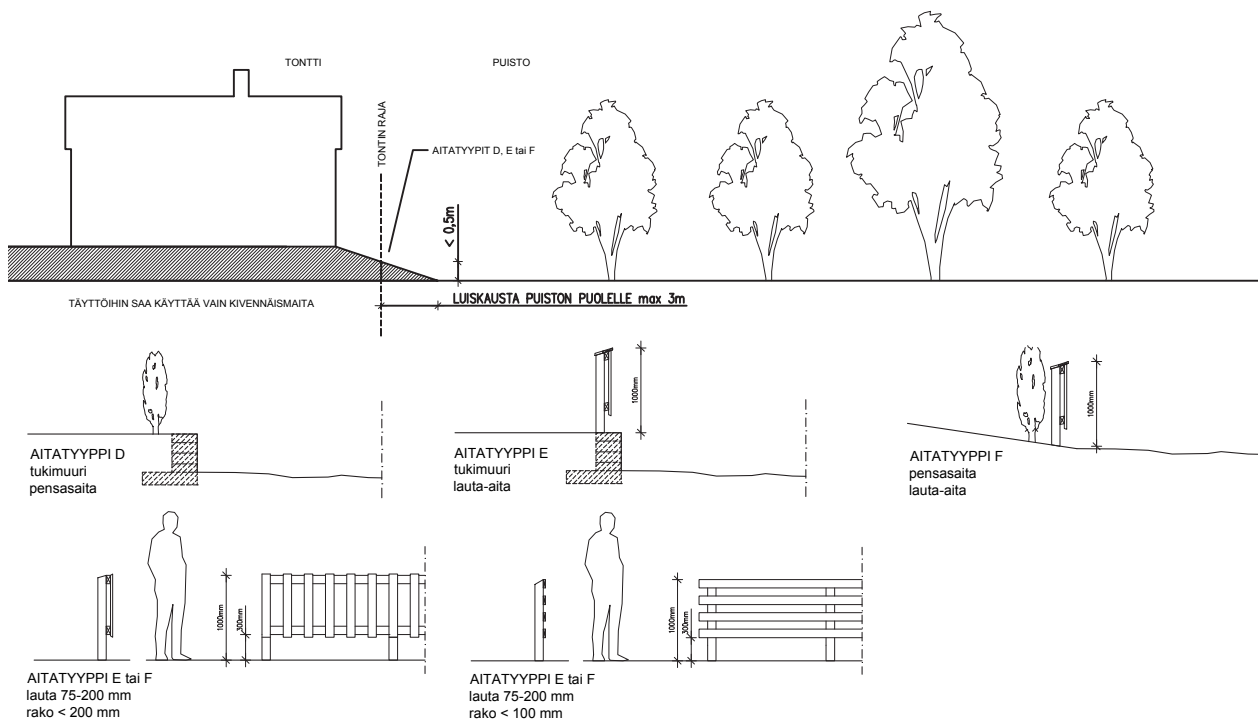 TONTTI
PUISTO
TONTIN RAJA
AITATYYPIT D, E tai F
< 0,5m
TÄYTTÖIHIN SAA KÄYTTÄÄ VAIN KIVENNÄISMAITA
LUISKAUSTA PUISTON PUOLELLE max 3m
AITATYYPPI D
tukimuuri
pensasaita
1000mm
AITATYYPPI E
tukimuuri
lauta-aita
1000mm
AITATYYPPI F
pensasaita
lauta-aita
1000mm
300mm
AITATYYPPI E tai F
lauta 75-200 mm
rako < 200 mm
1000mm
300mm
AITATYYPPI E tai F
lauta 75-200 mm
rako < 100 mm